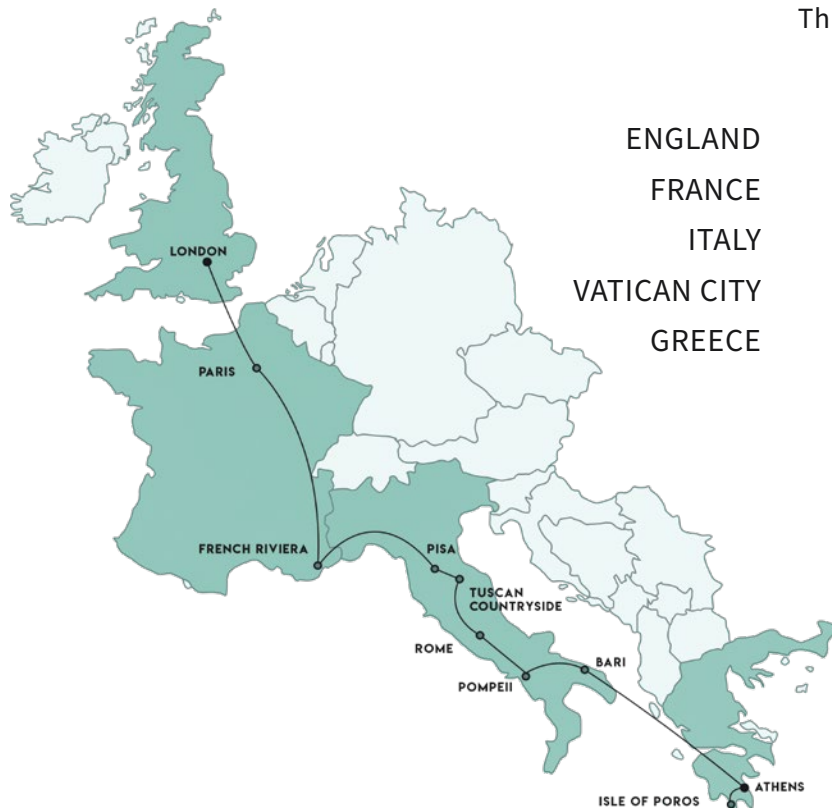 Th
ENGLAND
FRANCE
ITALY
VATICAN CITY
GREECE
LONDON
PARIS
FRENCH RIVIERA
PISA
TUSCAN
COUNTRYSIDE
ROME
BARI
POMPEII
ATHENS
ISLE OF POROS